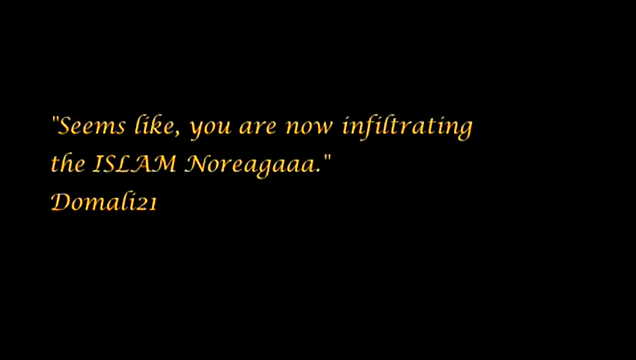 "Seems like, you are now infiltrating
the ISLAM Noreagaaa."
Domali21